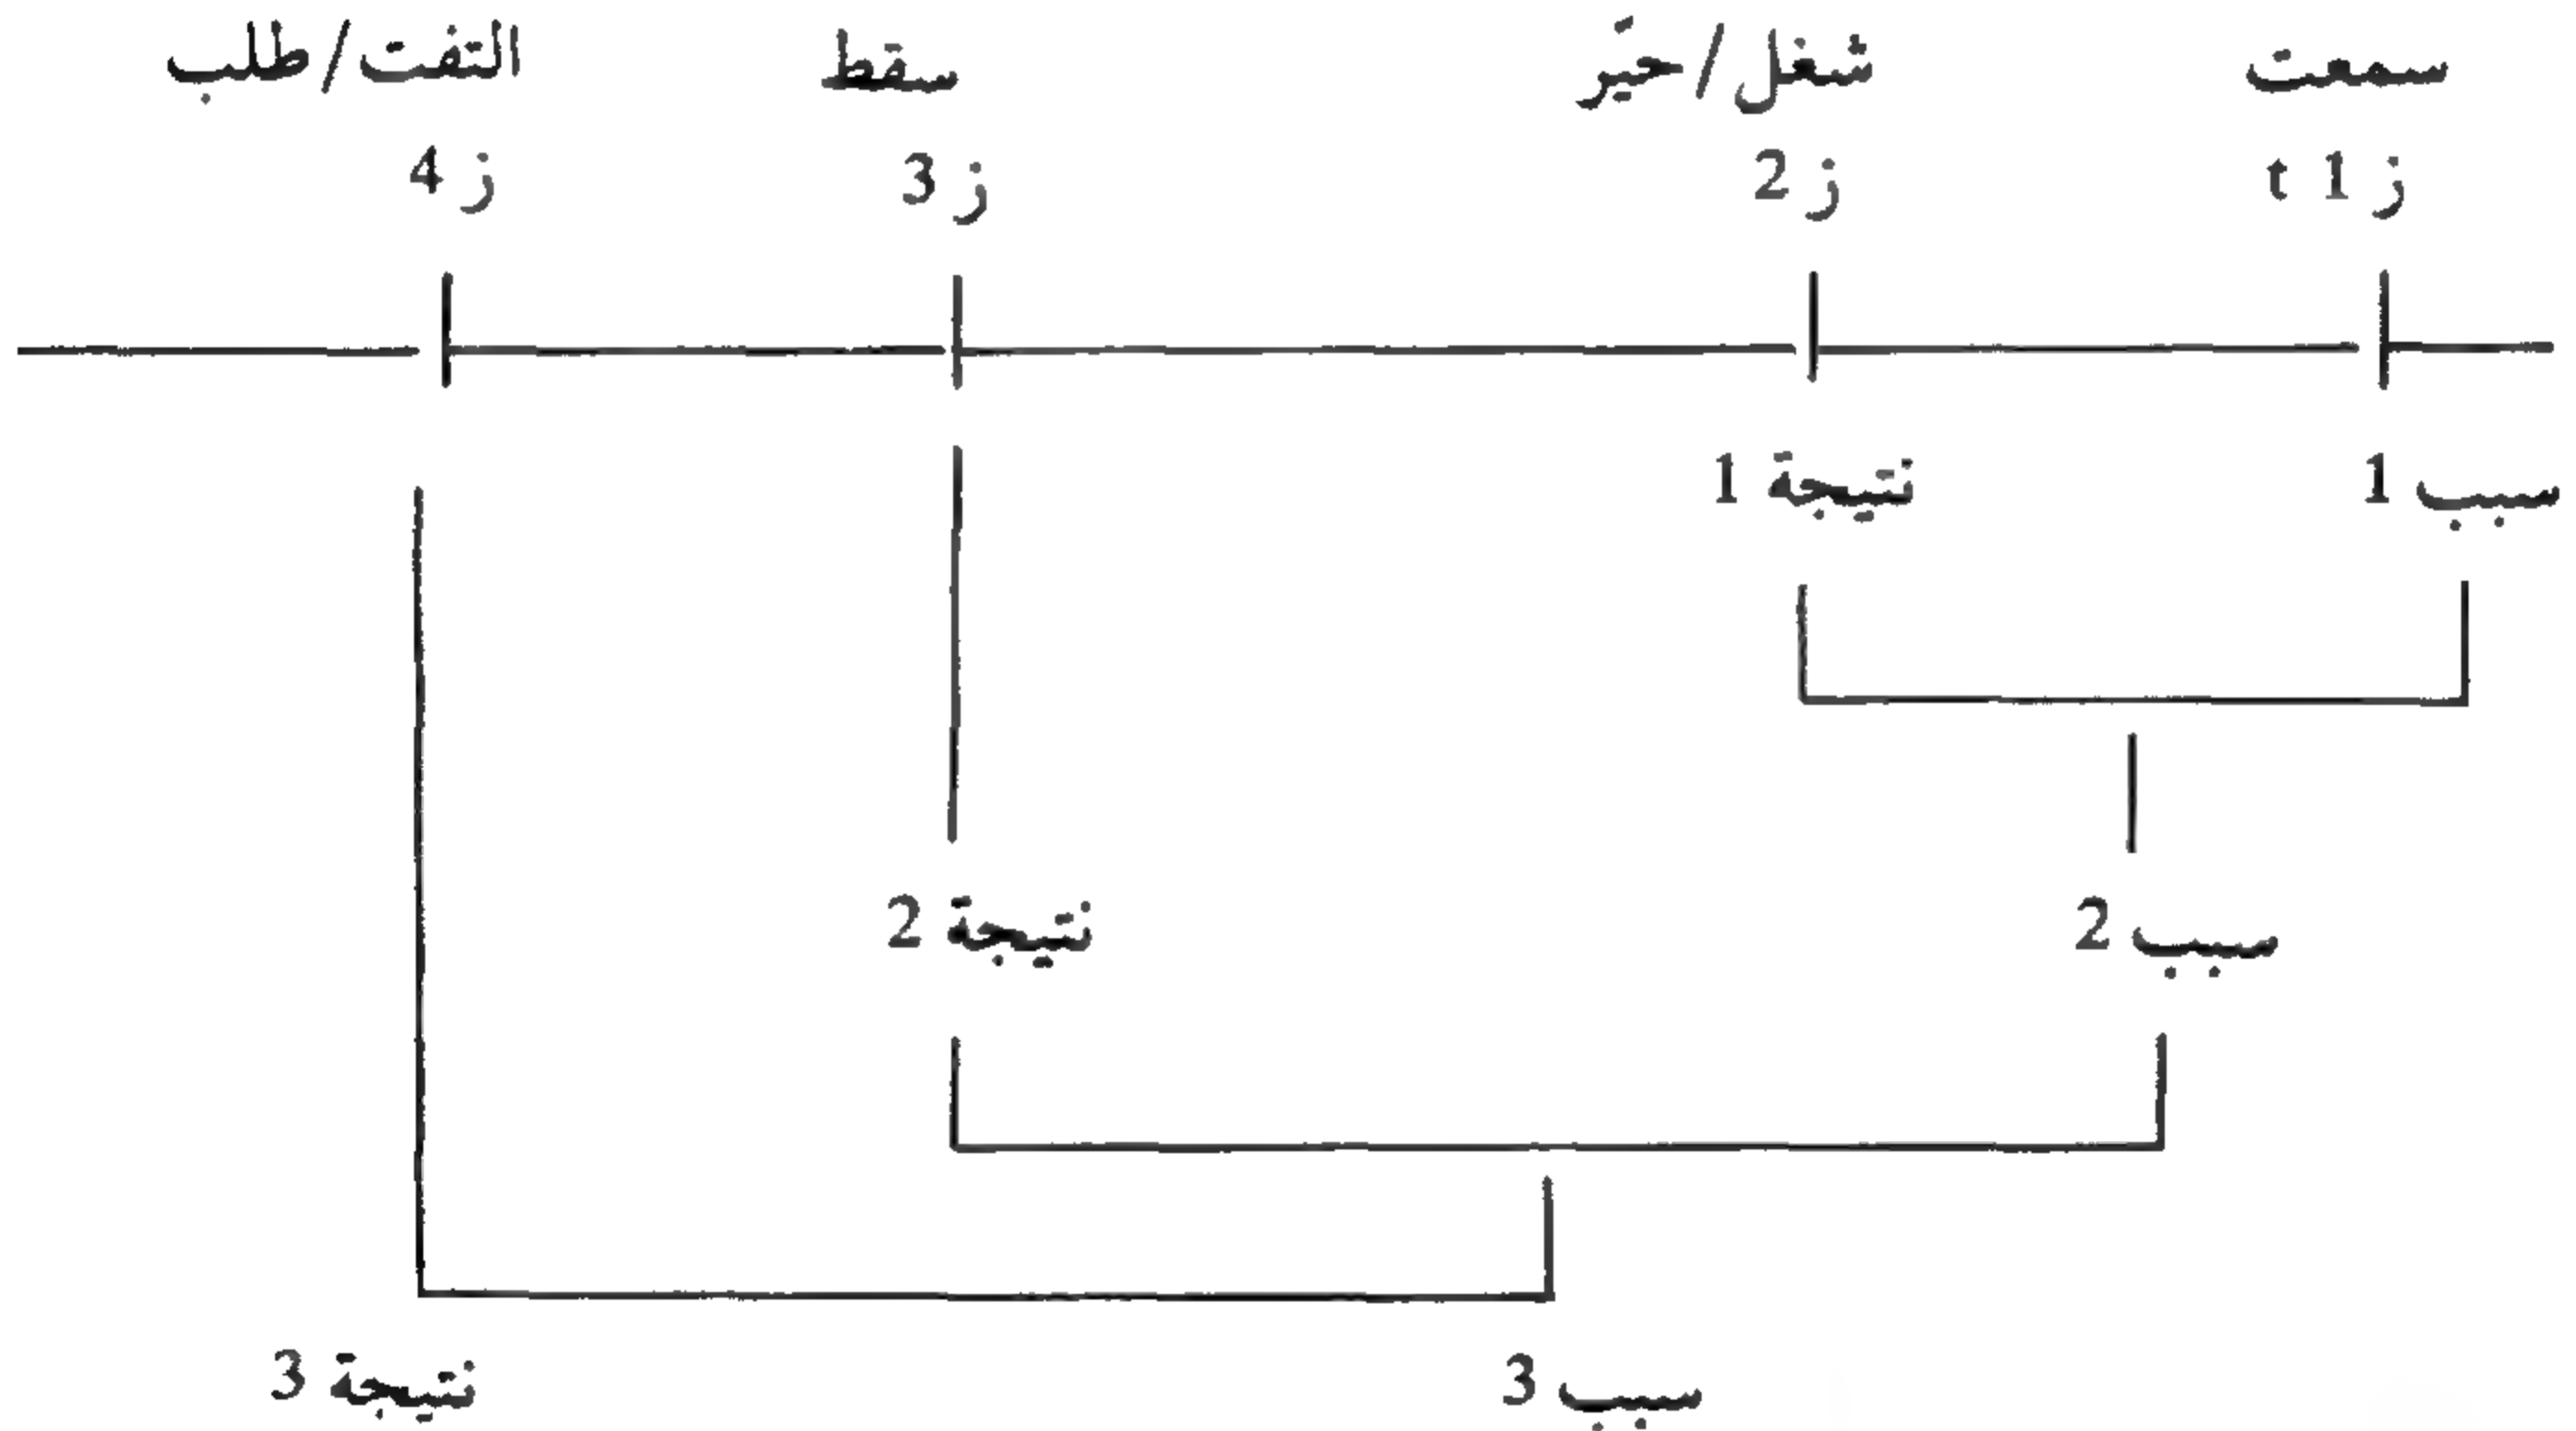 سمعت شغل/حيّر سقط التفت/طلب
ز 1 t ز 2 ز 3 ز 4
سبب 1 نتيجة 1
سبب 2 نتيجة 2
سبب 3 نتيجة 3